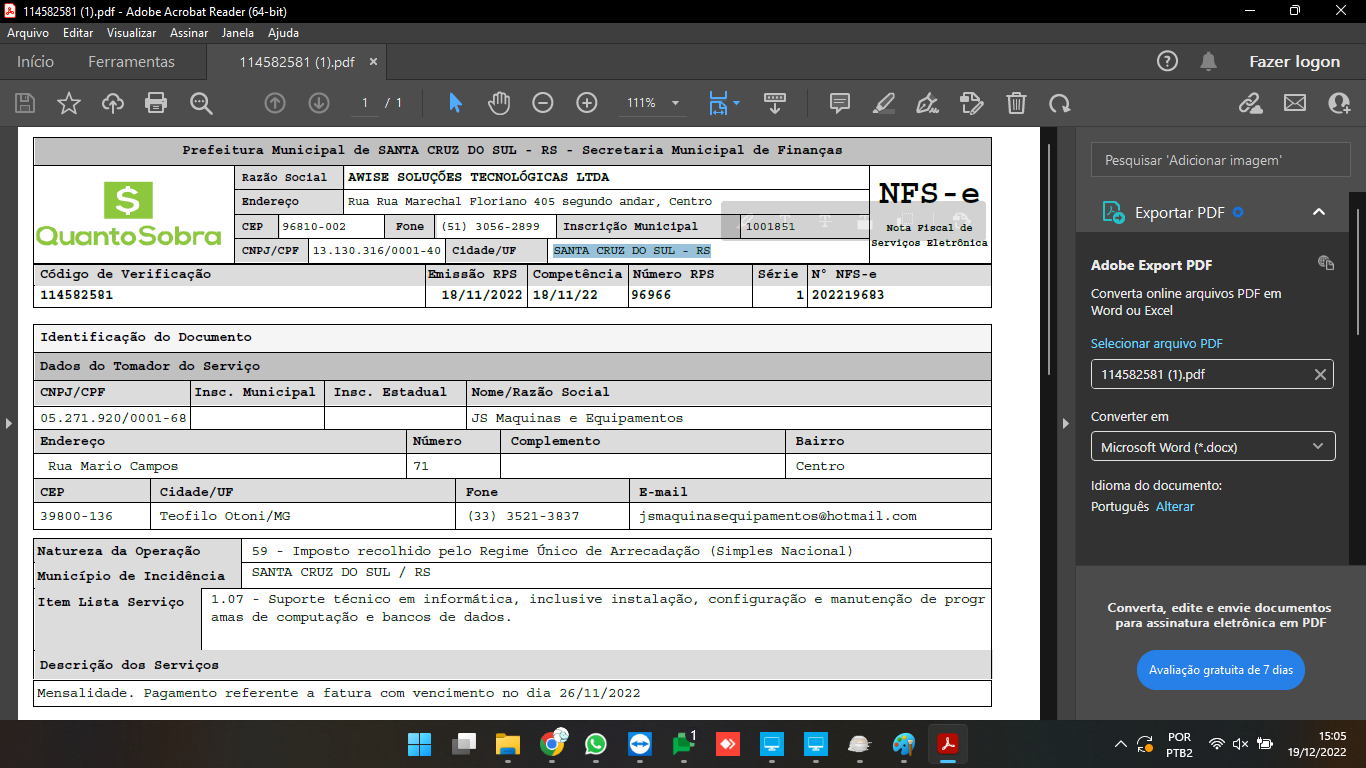 114582581 (1).pdf - Adobe Acrobat Reader (64-bit)
Arquivo Editar Visualizar Assinar Janela Ajuda
Início Ferramentas 114582581 (1).pdf × Fazer logon
1 / 1 111%
Prefeitura Municipal de SANTA CRUZ DO SUL - RS - Secretaria Municipal de Finanças
$
QuantoSobra
Razão Social AWISE SOLUÇÕES TECNOLÓGICAS LTDA
Endereço Rua Rua Marechal Floriano 405 segundo andar, Centro
CEP 96810-002 Fone (51) 3056-2899 Inscrição Municipal 1001851
CNPJ/CPF 13.130.316/0001-40 Cidade/UF SANTA CRUZ DO SUL - RS
NFS-e
Nota Fiscal de
Serviços Eletrônica
Código de Verificação Emissão RPS Competência Número RPS Série N° NFS-e
114582581 18/11/2022 18/11/22 96966 1 202219683
Identificação do Documento
Dados do Tomador do Serviço
CNPJ/CPF Insc. Municipal Insc. Estadual Nome/Razão Social
05.271.920/0001-68 JS Maquinas e Equipamentos
Endereço Número Complemento Bairro
Rua Mario Campos 71 Centro
CEP Cidade/UF Fone E-mail
39800-136 Teofilo Otoni/MG (33) 3521-3837 jsmaquinasequipamentos@hotmail.com
Natureza da Operação 59 - Imposto recolhido pelo Regime Único de Arrecadação (Simples Nacional)
Município de Incidência SANTA CRUZ DO SUL / RS
Item Lista Serviço 1.07 - Suporte técnico em informática, inclusive instalação, configuração e manutenção de progr
amas de computação e bancos de dados.
Descrição dos Serviços
Mensalidade. Pagamento referente a fatura com vencimento no dia 26/11/2022
Pesquisar 'Adicionar imagem'
Exportar PDF
Adobe Export PDF
Converta online arquivos PDF em
Word ou Excel
Selecionar arquivo PDF
114582581 (1).pdf
Converter em
Microsoft Word (*.docx)
Idioma do documento:
Português Alterar
Converta, edite e envie documentos
para assinatura eletrônica em PDF
Avaliação gratuita de 7 dias
1
POR
PTB2
15:05
19/12/2022